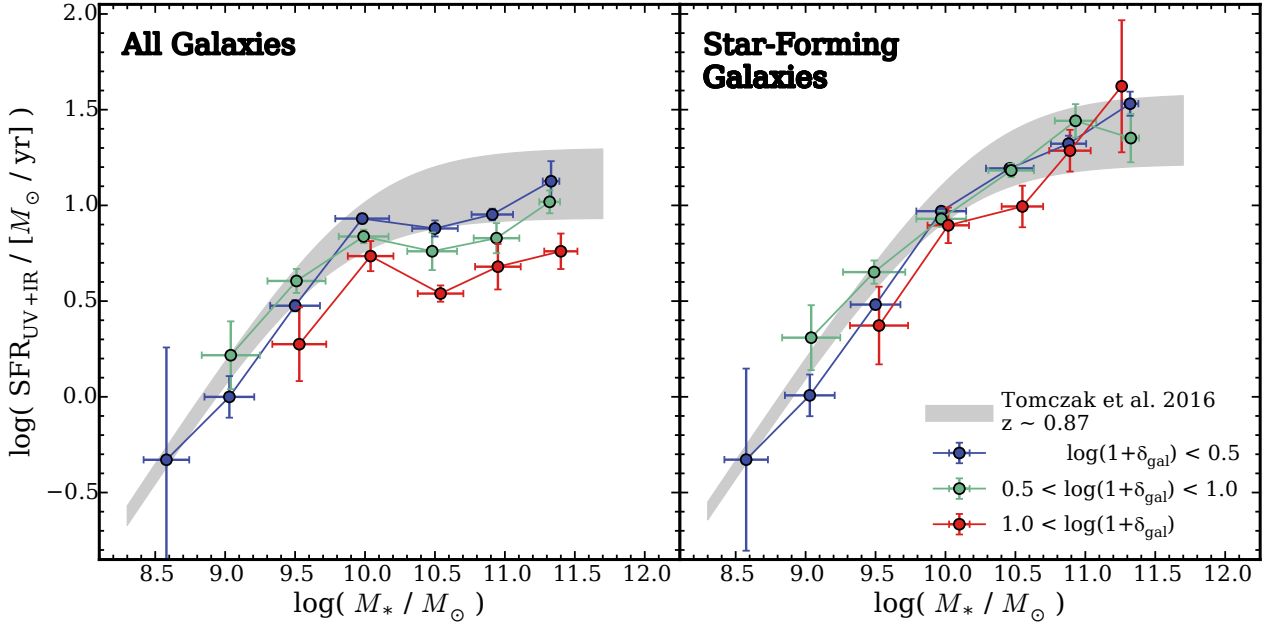 All Galaxies
Star-Forming
Galaxies
log( SFR_UV+IR / [M_⊙ / yr] )
2.0
1.5
1.0
0.5
0.0
−0.5
8.5 9.0 9.5 10.0 10.5 11.0 11.5 12.0
log( M_* / M_⊙ )
8.5 9.0 9.5 10.0 10.5 11.0 11.5 12.0
log( M_* / M_⊙ )
Tomczak et al. 2016
z ~ 0.87
log(1+δ_gal) < 0.5
0.5 < log(1+δ_gal) < 1.0
1.0 < log(1+δ_gal)